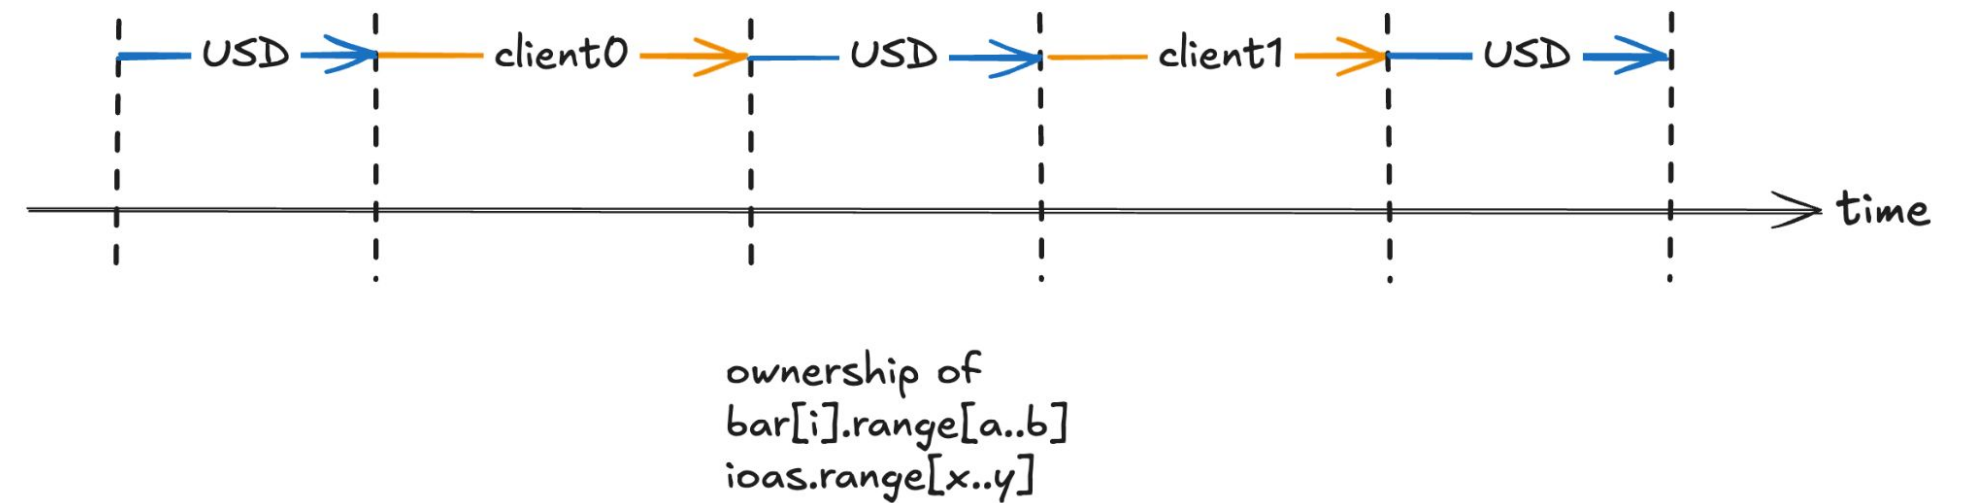 USD client0 USD client1 USD
time
ownership of
bar[i].range[a..b]
ioas.range[x..y]